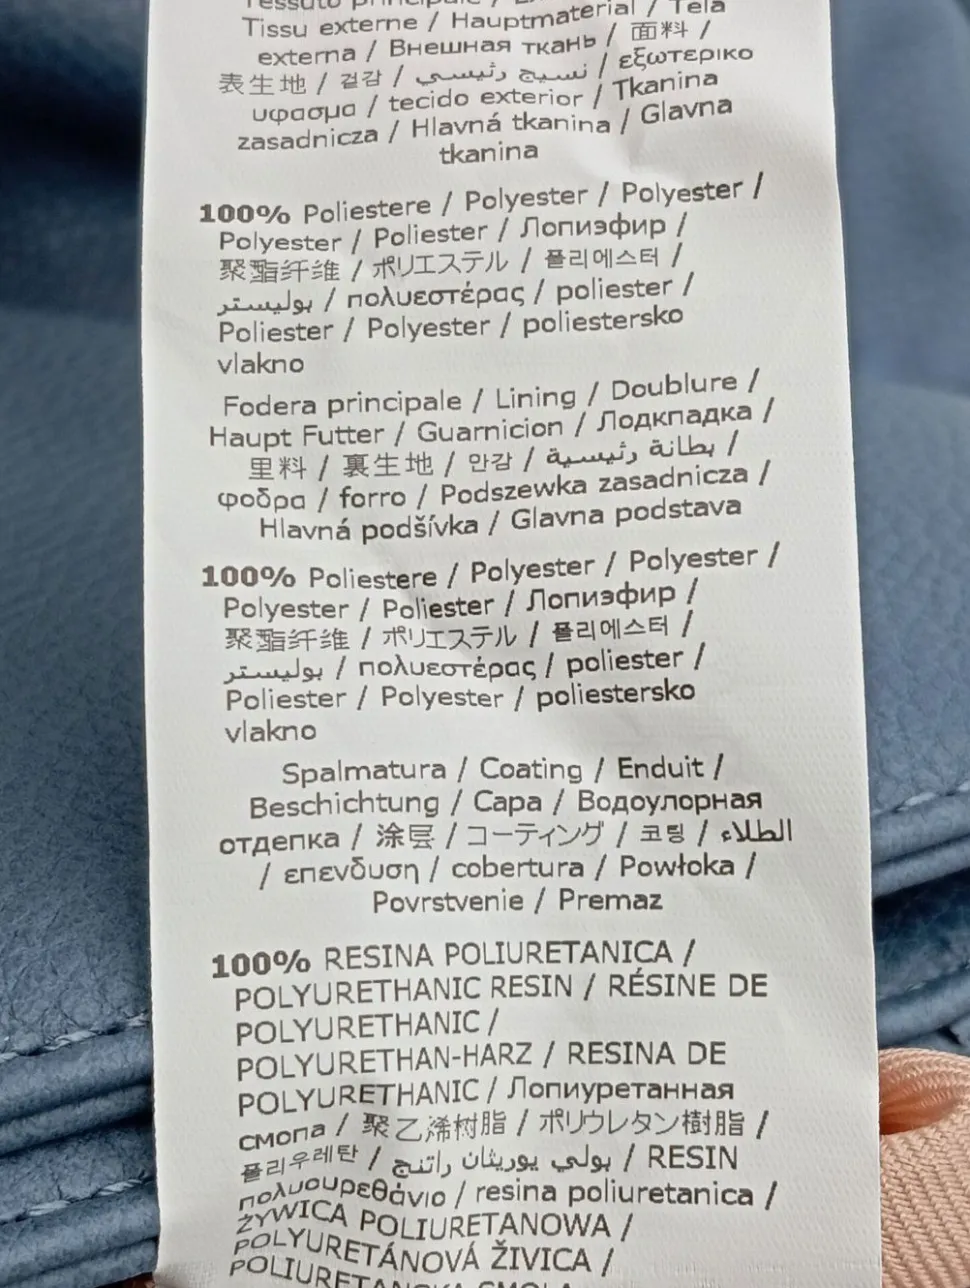 Tissu externe / Hauptmaterial / Tela
externa / Внешная ткань / 面料 /
表生地 / 겉감 / نسيج رئيسي / εξωτερικο
υφασμα / tecido exterior / Tkanina
zasadnicza / Hlavná tkanina / Glavna
tkanina
100% Poliestere / Polyester / Polyester /
Polyester / Poliester / Лопиэфир /
聚酯纤维 / ポリエステル / 폴리에스터 /
بوليستر / πολυεστέρας / poliester /
Poliester / Polyester / poliestersko
vlakno
Fodera principale / Lining / Doublure /
Haupt Futter / Guarnicion / Лодкпадка /
里料 / 裏生地 / 안감 / بطانة رئيسية /
φοδρα / forro / Podszewka zasadnicza /
Hlavná podšívka / Glavna podstava
100% Poliestere / Polyester / Polyester /
Polyester / Poliester / Лопиэфир /
聚酯纤维 / ポリエステル / 폴리에스터 /
بوليستر / πολυεστέρας / poliester /
Poliester / Polyester / poliestersko
vlakno
Spalmatura / Coating / Enduit /
Beschichtung / Capa / Водоулорная
отдепка / 涂层 / コーティング / 코팅 / الطلاء
/ επενδυση / cobertura / Powłoka /
Povrstvenie / Premaz
100% RESINA POLIURETANICA /
POLYURETHANIC RESIN / RÉSINE DE
POLYURETHANIC /
POLYURETHAN-HARZ / RESINA DE
POLYURETHANIC / Лопиуретанная
смопа / 聚乙烯树脂 / ポリウレタン樹脂 /
폴리우레탄 / بولي يوريثان راتنج / RESIN
πολυουρεθάνιο / resina poliuretanica /
ŻYWICA POLIURETANOWA /
POLYURETÁNOVÁ ŽIVICA /